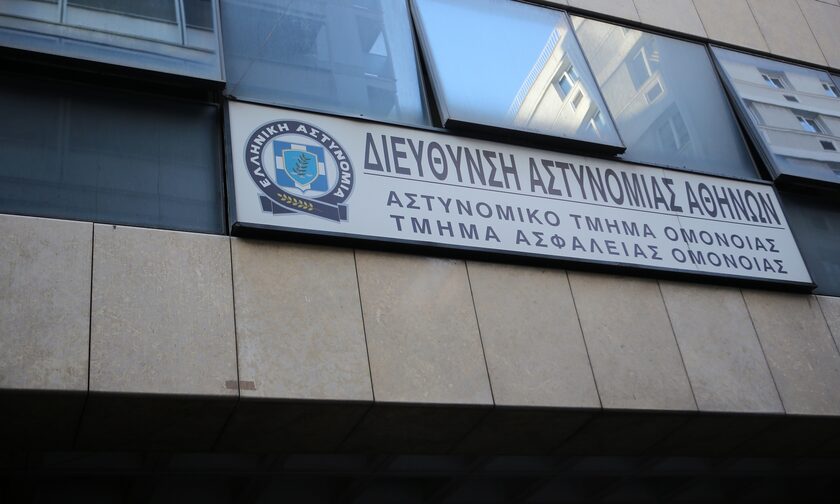 ΕΛΛΗΝΙΚΗ ΑΣΤΥΝΟΜΙΑ
ΔΙΕΥΘΥΝΣΗ ΑΣΤΥΝΟΜΙΑΣ ΑΘΗΝΩΝ
ΑΣΤΥΝΟΜΙΚΟ ΤΜΗΜΑ ΟΜΟΝΟΙΑΣ
ΤΜΗΜΑ ΑΣΦΑΛΕΙΑΣ ΟΜΟΝΟΙΑΣ